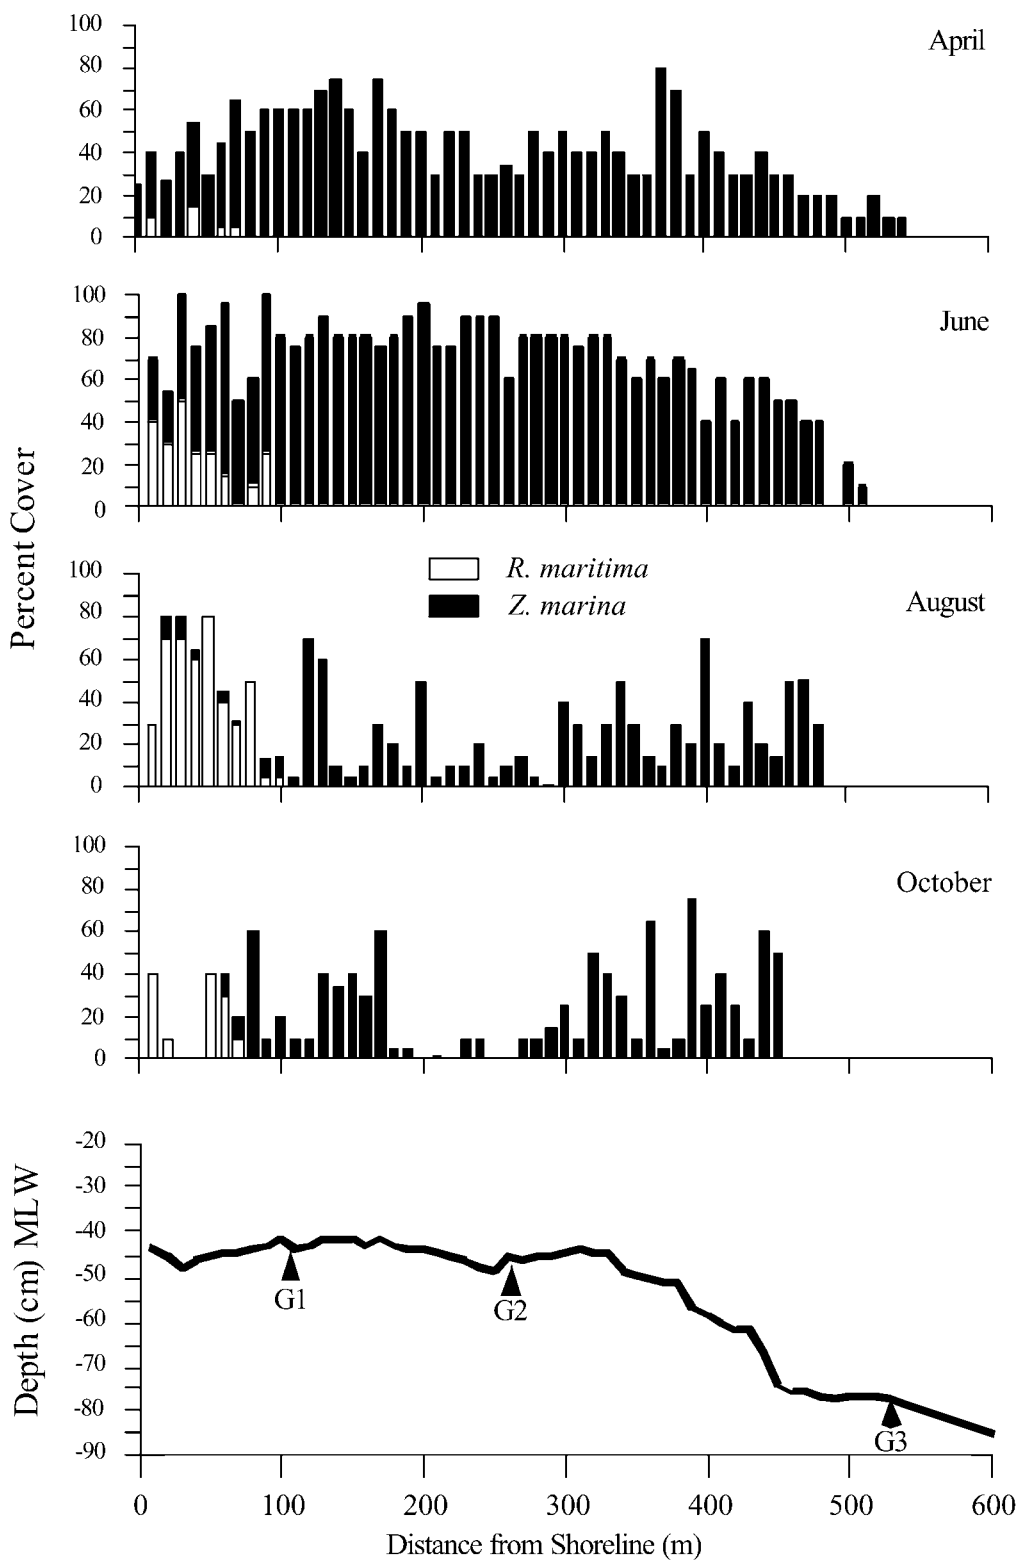 100
April
80
60
40
20
0
100
June
80
60
40
20
0
Percent Cover
R. maritima
Z. marina
100
August
80
60
40
20
0
100
October
80
60
40
20
0
Depth (cm) MLW
-20
-30
-40
-50
-60
-70
-80
-90
G1
G2
G3
0 100 200 300 400 500 600
Distance from Shoreline (m)